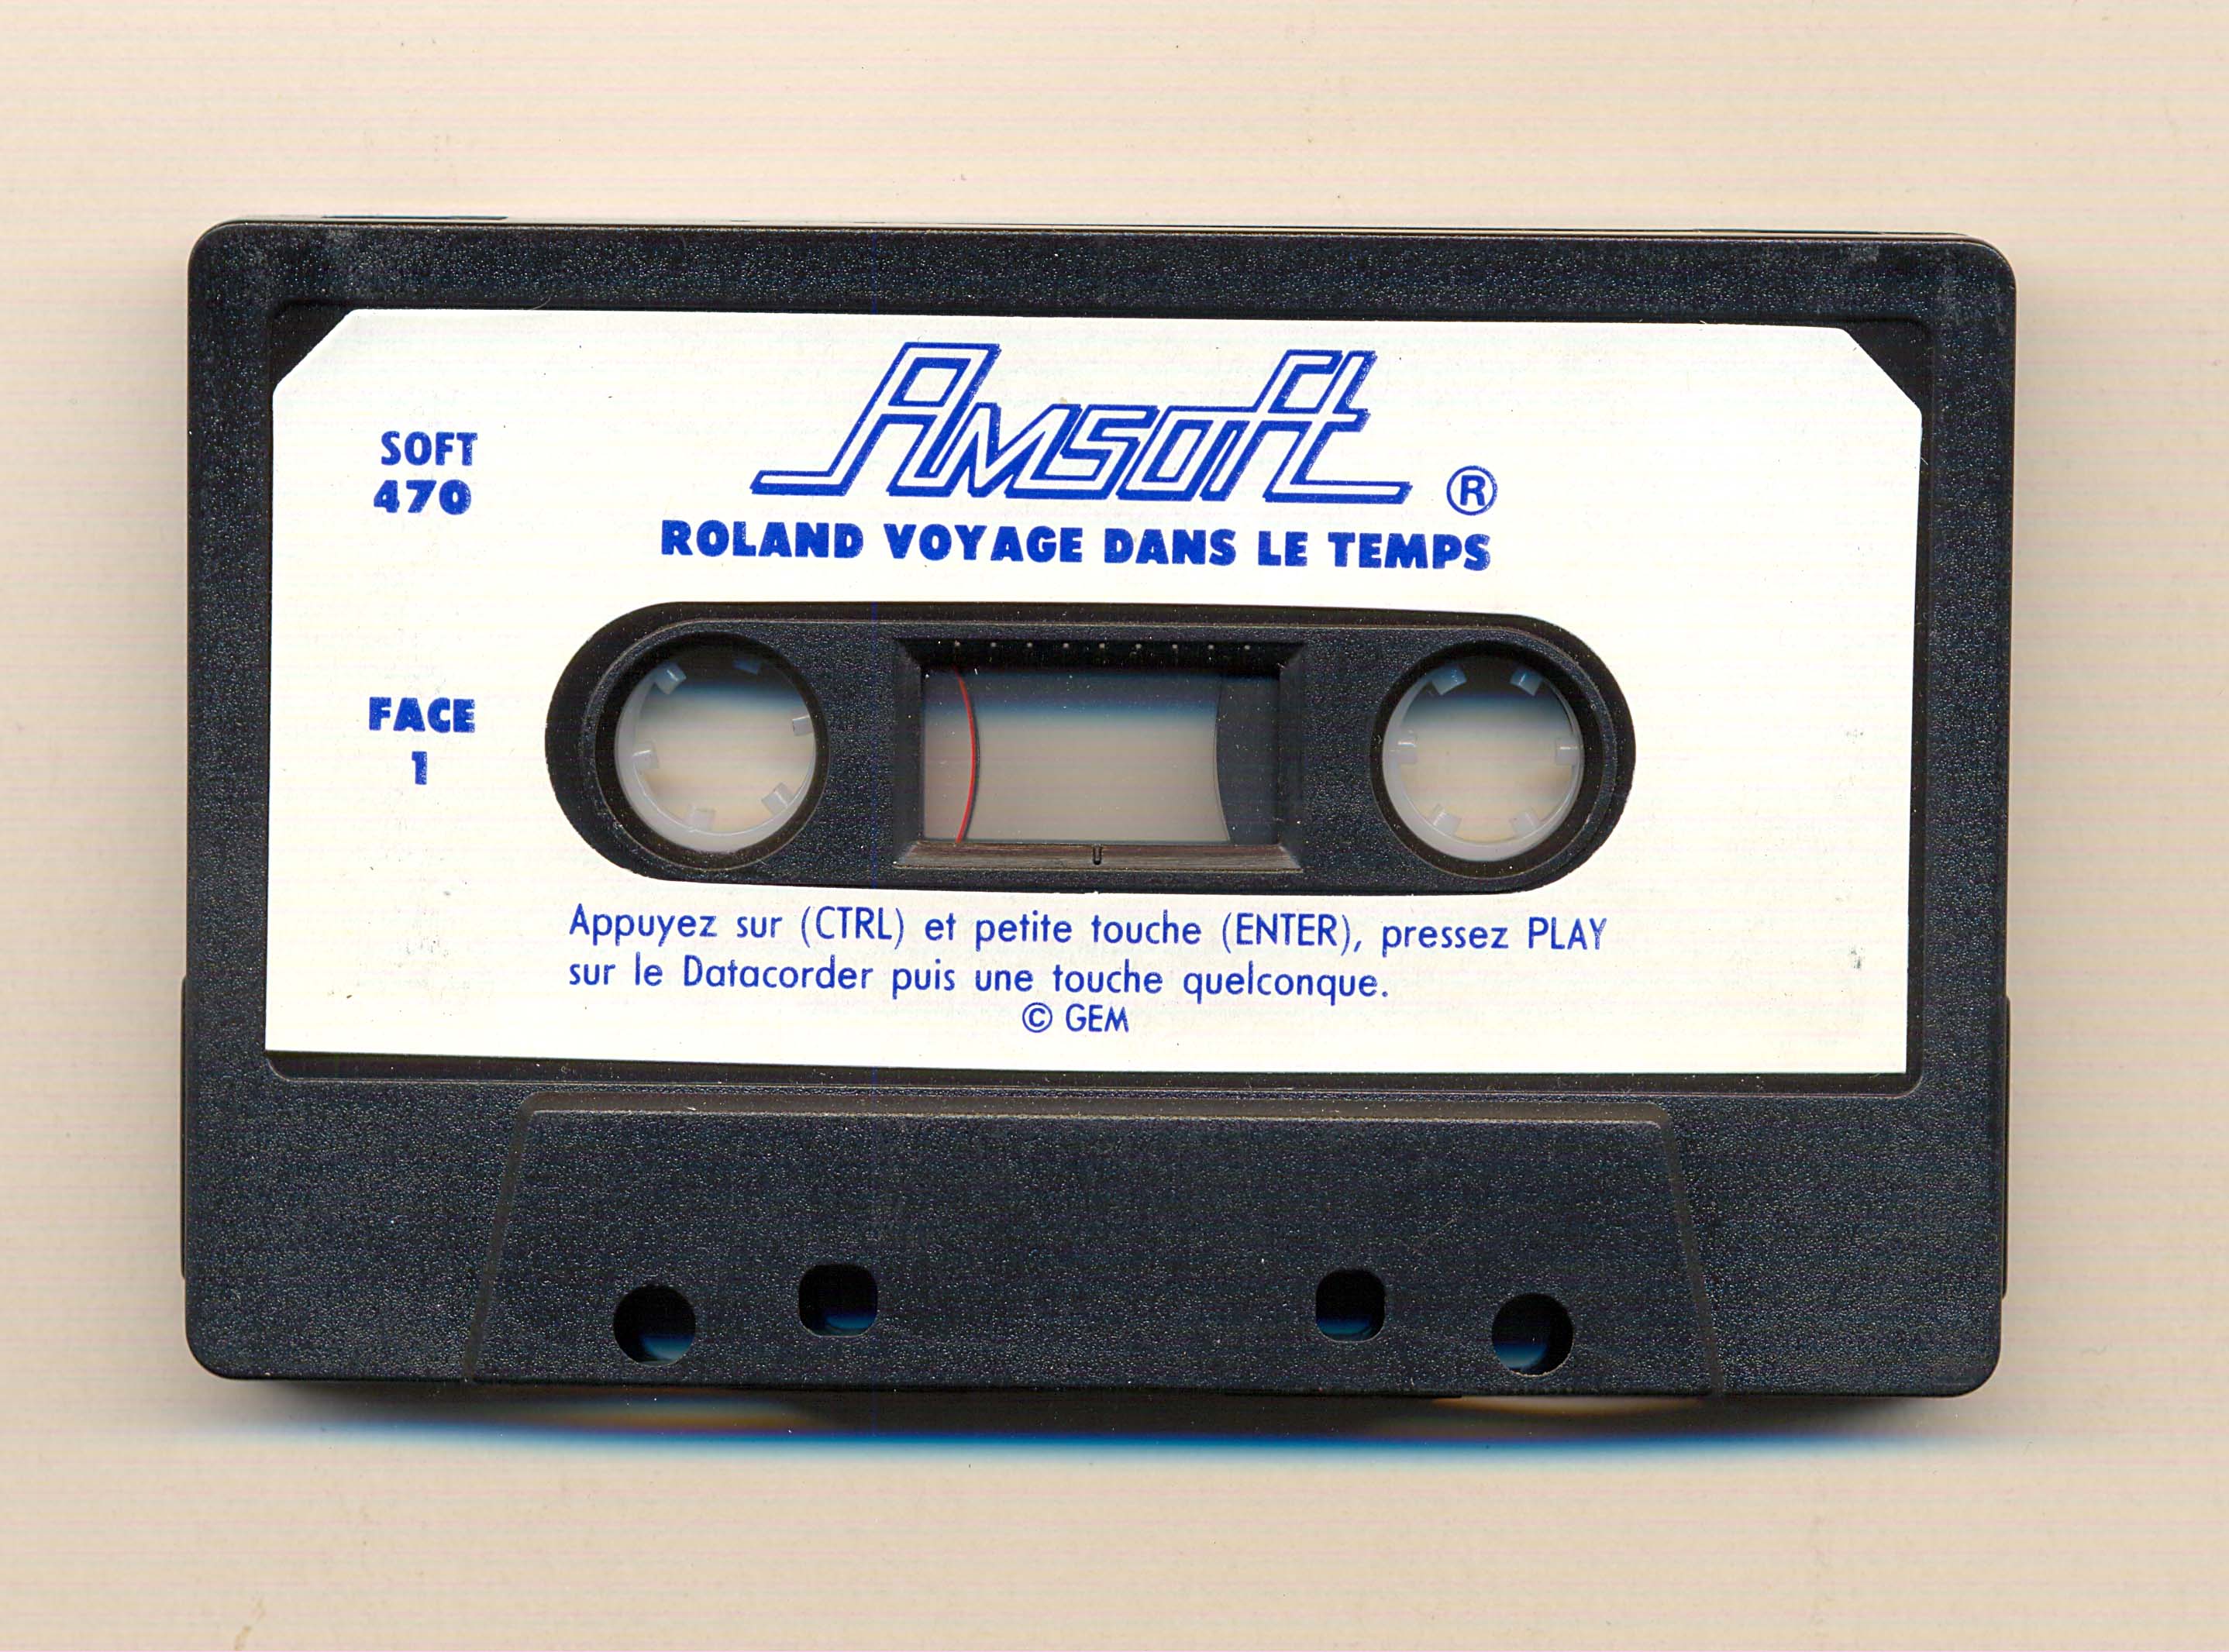 Amsoft ®
SOFT
470
ROLAND VOYAGE DANS LE TEMPS
FACE
1
Appuyez sur (CTRL) et petite touche (ENTER), pressez PLAY
sur le Datacorder puis une touche quelconque.
© GEM